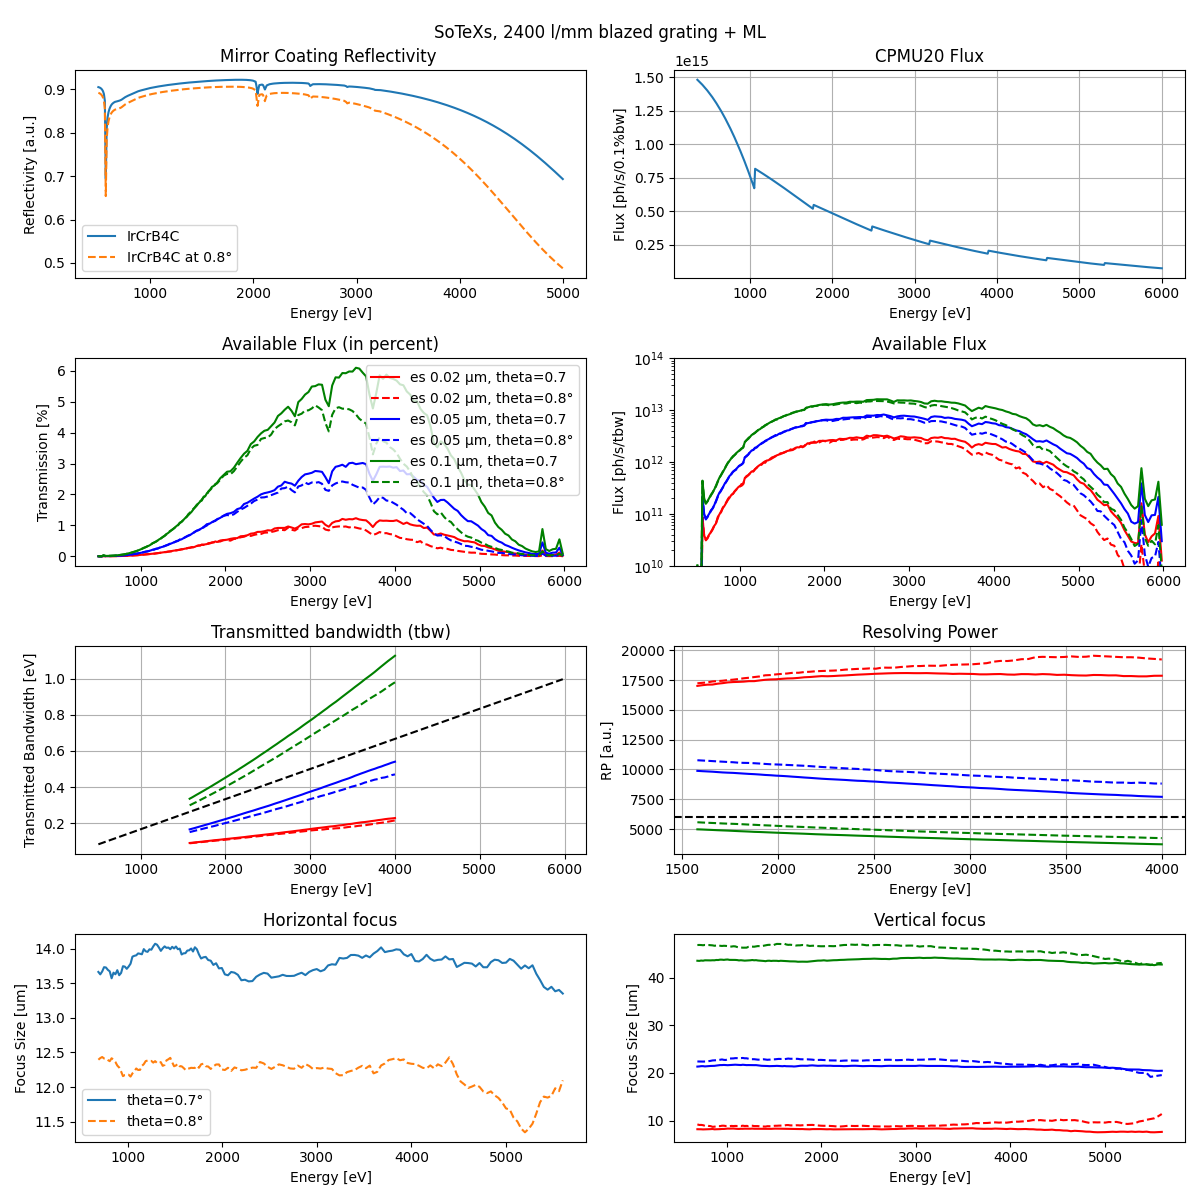 SoTeXs, 2400 l/mm blazed grating + ML
Mirror Coating Reflectivity
Reflectivity [a.u.]
0.9
0.8
0.7
0.6
0.5
IrCrB4C
IrCrB4C at 0.8°
1000 2000 3000 4000 5000
Energy [eV]
CPMU20 Flux
1e15
Flux [ph/s/0.1%bw]
1.50
1.25
1.00
0.75
0.50
0.25
1000 2000 3000 4000 5000 6000
Energy [eV]
Available Flux (in percent)
Transmission [%]
6
5
4
3
2
1
0
es 0.02 μm, theta=0.7
es 0.02 μm, theta=0.8°
es 0.05 μm, theta=0.7
es 0.05 μm, theta=0.8°
es 0.1 μm, theta=0.7
es 0.1 μm, theta=0.8°
1000 2000 3000 4000 5000 6000
Energy [eV]
Available Flux
Flux [ph/s/tbw]
10¹⁴
10¹³
10¹²
10¹¹
10¹⁰
1000 2000 3000 4000 5000 6000
Energy [eV]
Transmitted bandwidth (tbw)
Transmitted Bandwidth [eV]
1.0
0.8
0.6
0.4
0.2
1000 2000 3000 4000 5000 6000
Energy [eV]
Resolving Power
RP [a.u.]
20000
17500
15000
12500
10000
7500
5000
1500 2000 2500 3000 3500 4000
Energy [eV]
Horizontal focus
Focus Size [um]
14.0
13.5
13.0
12.5
12.0
11.5
theta=0.7°
theta=0.8°
1000 2000 3000 4000 5000
Energy [eV]
Vertical focus
Focus Size [um]
40
30
20
10
1000 2000 3000 4000 5000
Energy [eV]